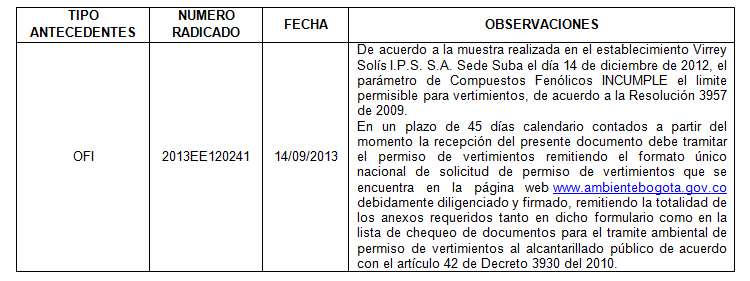 TIPO ANTECEDENTES
NUMERO RADICADO
FECHA
OBSERVACIONES
OFI
2013EE120241
14/09/2013
De acuerdo a la muestra realizada en el establecimiento Virrey
Solís I.P.S. S.A. Sede Suba el día 14 de diciembre de 2012, el
parámetro de Compuestos Fenólicos INCUMPLE el limite
permisible para vertimientos, de acuerdo a la Resolución 3957
de 2009.
En un plazo de 45 días calendario contados a partir del
momento la recepción del presente documento debe tramitar
el permiso de vertimientos remitiendo el formato único
nacional de solicitud de permiso de vertimientos que se
encuentra en la página web www.ambientebogota.gov.co
debidamente diligenciado y firmado, remitiendo la totalidad de
los anexos requeridos tanto en dicho formulario como en la
lista de chequeo de documentos para el tramite ambiental de
permiso de vertimientos al alcantarillado público de acuerdo
con el artículo 42 de Decreto 3930 del 2010.